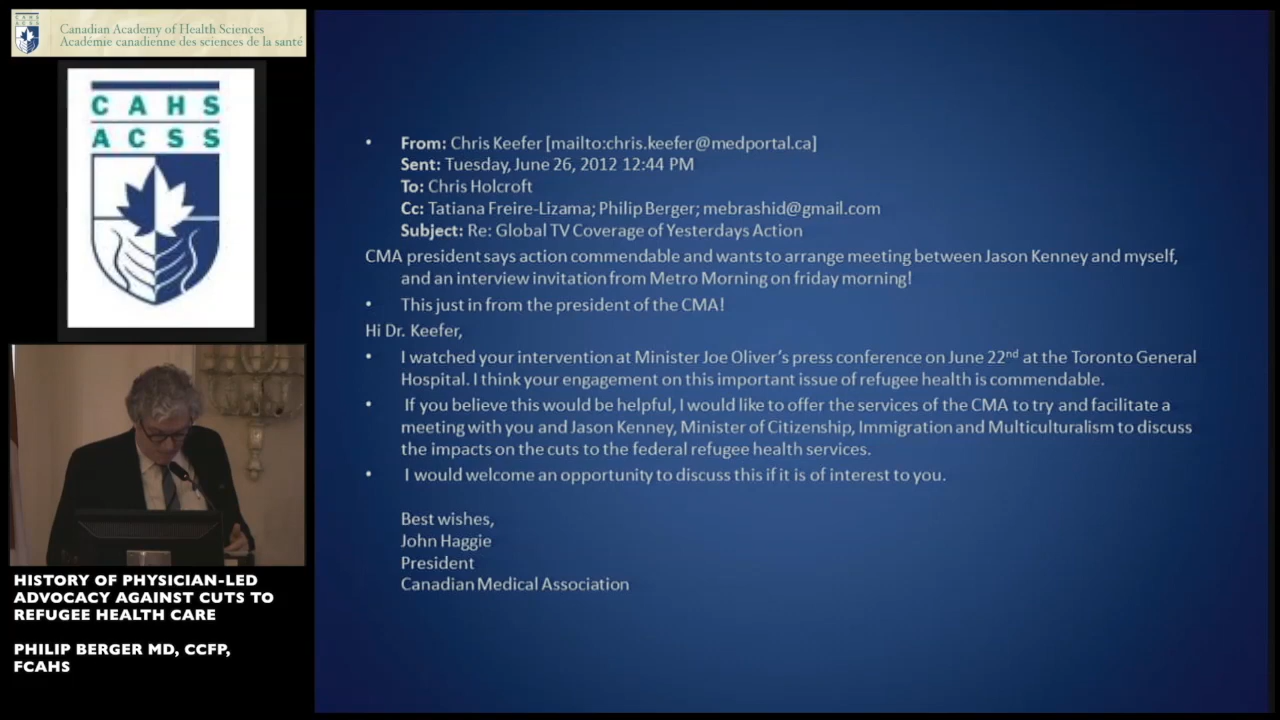 CAHS
ACSS
Canadian Academy of Health Sciences
Académie canadienne des sciences de la santé
CAHS
ACSS
HISTORY OF PHYSICIAN-LED
ADVOCACY AGAINST CUTS TO
REFUGEE HEALTH CARE
PHILIP BERGER MD, CCFP,
FCAHS
• From: Chris Keefer [mailto:chris.keefer@medportal.ca]
Sent: Tuesday, June 26, 2012 12:44 PM
To: Chris Holcroft
Cc: Tatiana Freire-Lizama; Philip Berger; mebrashid@gmail.com
Subject: Re: Global TV Coverage of Yesterdays Action
CMA president says action commendable and wants to arrange meeting between Jason Kenney and myself,
and an interview invitation from Metro Morning on friday morning!
• This just in from the president of the CMA!
Hi Dr. Keefer,
• I watched your intervention at Minister Joe Oliver's press conference on June 22nd at the Toronto General
Hospital. I think your engagement on this important issue of refugee health is commendable.
• If you believe this would be helpful, I would like to offer the services of the CMA to try and facilitate a
meeting with you and Jason Kenney, Minister of Citizenship, Immigration and Multiculturalism to discuss
the impacts on the cuts to the federal refugee health services.
• I would welcome an opportunity to discuss this if it is of interest to you.
Best wishes,
John Haggie
President
Canadian Medical Association